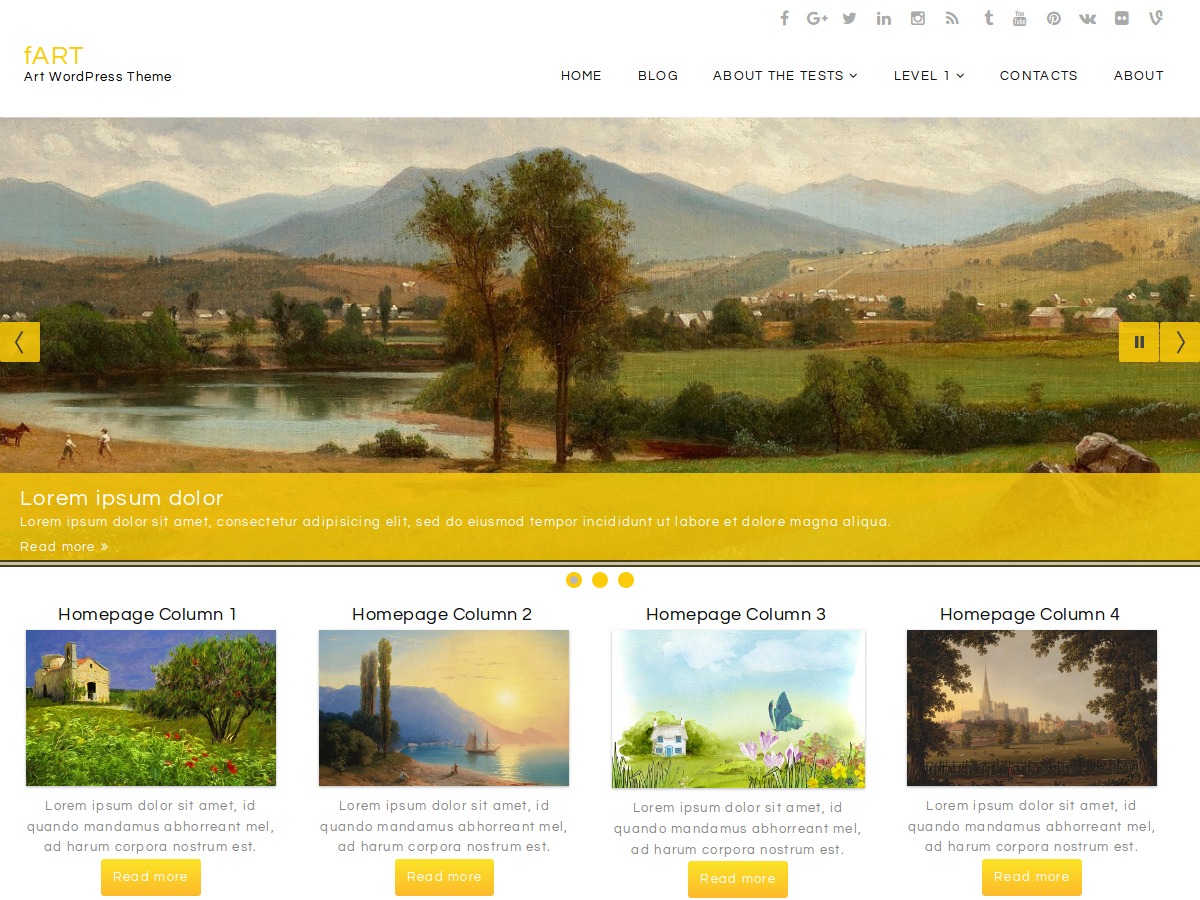 fART
Art WordPress Theme
HOME BLOG ABOUT THE TESTS LEVEL 1 CONTACTS ABOUT
Lorem ipsum dolor
Lorem ipsum dolor sit amet, consectetur adipisicing elit, sed do eiusmod tempor incididunt ut labore et dolore magna aliqua.
Read more »
Homepage Column 1
Lorem ipsum dolor sit amet, id
quando mandamus abhorreant mel,
ad harum corpora nostrum est.
Read more
Homepage Column 2
Lorem ipsum dolor sit amet, id
quando mandamus abhorreant mel,
ad harum corpora nostrum est.
Read more
Homepage Column 3
Lorem ipsum dolor sit amet, id
quando mandamus abhorreant mel,
ad harum corpora nostrum est.
Read more
Homepage Column 4
Lorem ipsum dolor sit amet, id
quando mandamus abhorreant mel,
ad harum corpora nostrum est.
Read more